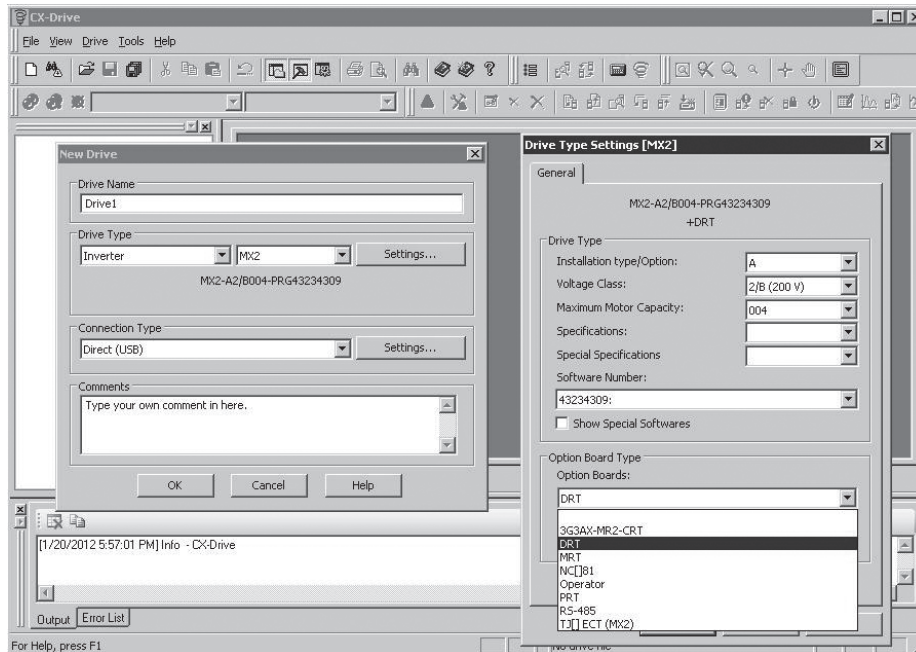 CX-Drive
File View Drive Tools Help
New Drive
Drive Name
Drive1
Drive Type
Inverter MX2 Settings...
MX2-A2/B004-PRG43234309
Connection Type
Direct (USB) Settings...
Comments
Type your own comment in here.
OK Cancel Help
Drive Type Settings [MX2]
General
MX2-A2/B004-PRG43234309
+DRT
Drive Type
Installation type/Option: A
Voltage Class: 2/B (200 V)
Maximum Motor Capacity: 004
Specifications:
Special Specifications
Software Number:
43234309:
Show Special Softwares
Option Board Type
Option Boards:
DRT
3G3AX-MR2-CRT
DRT
MRT
NC[]81
Operator
PRT
RS-485
TJ[] ECT (MX2)
[1/20/2012 5:57:01 PM] Info - CX-Drive
Output Error List
For Help, press F1
No drive file